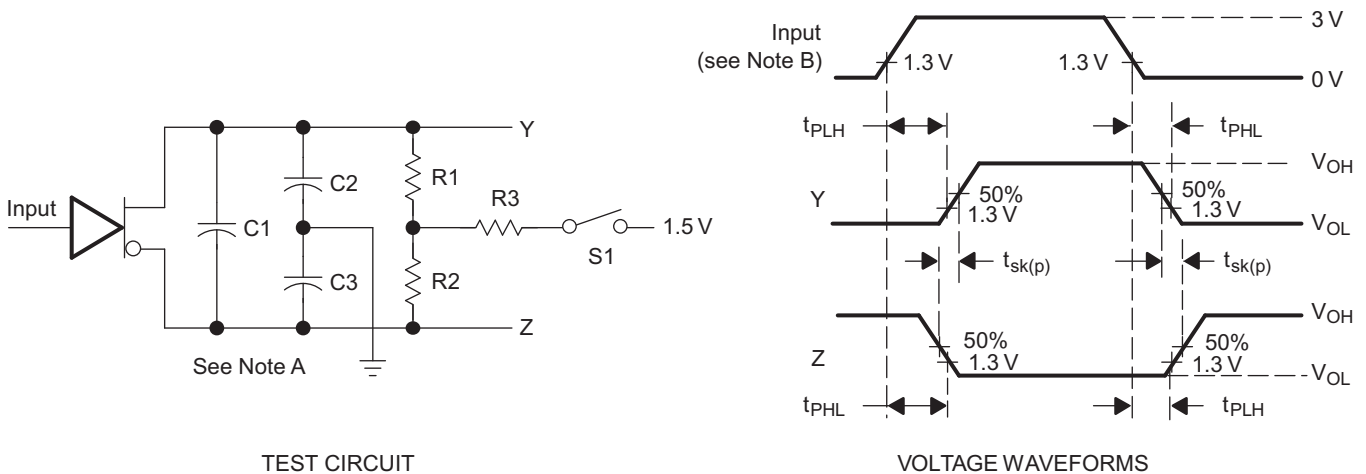 Input
Y
C1
C2
C3
R1
R2
R3
S1
1.5 V
Z
See Note A
TEST CIRCUIT
Input
(see Note B)
1.3 V
1.3 V
3 V
0 V
tPLH
tPHL
Y
50%
1.3 V
50%
1.3 V
VOH
VOL
tsk(p)
tsk(p)
Z
50%
1.3 V
50%
1.3 V
VOH
VOL
tPHL
tPLH
VOLTAGE WAVEFORMS